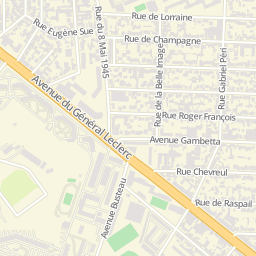 Rue de Lorraine
Rue Eugène Sue
Rue du 8 Mai 1945
Rue de Champagne
Rue de la Belle Image
Rue Gabriel Péri
Avenue du Général Leclerc
Rue Roger François
Avenue Gambetta
Rue Chevreul
Avenue Busteau
Rue de Raspail